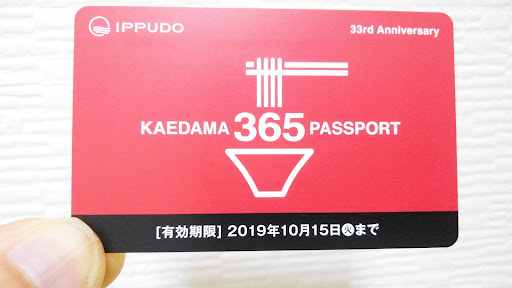 IPPUDO
33rd Anniversary
KAEDAMA 365 PASSPORT
[有効期限] 2019年10月15日㊋まで